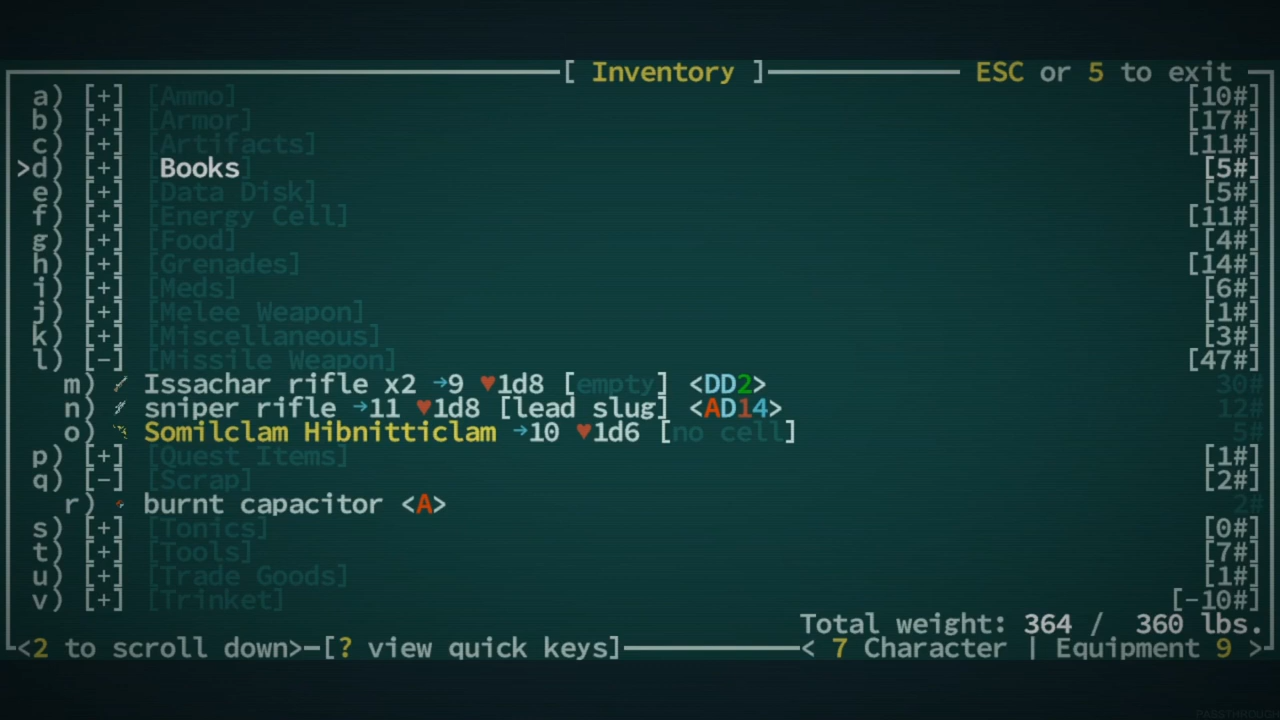 [ Inventory ] ESC or 5 to exit
a) [+] [Ammo] [10#]
b) [+] [Armor] [17#]
c) [+] [Artifacts] [11#]
>d) [+] [Books] [5#]
e) [+] [Data Disk] [5#]
f) [+] [Energy Cell] [11#]
g) [+] [Food] [4#]
h) [+] [Grenades] [14#]
i) [+] [Meds] [6#]
j) [+] [Melee Weapon] [1#]
k) [+] [Miscellaneous] [3#]
l) [-] [Missile Weapon] [47#]
m) Issachar rifle x2 →9 ♥1d8 [empty] <DD2> 30#
n) sniper rifle →11 ♥1d8 [lead slug] <AD14> 12#
o) Somilclam Hibnitticlam →10 ♥1d6 [no cell] 5#
p) [+] [Quest Items] [1#]
q) [-] [Scrap] [2#]
r) burnt capacitor <A> 2#
s) [+] [Tonics] [0#]
t) [+] [Tools] [7#]
u) [+] [Trade Goods] [1#]
v) [+] [Trinket] [-10#]
Total weight: 364 / 360 lbs.
<2 to scroll down> [? view quick keys] < 7 Character | Equipment 9 >